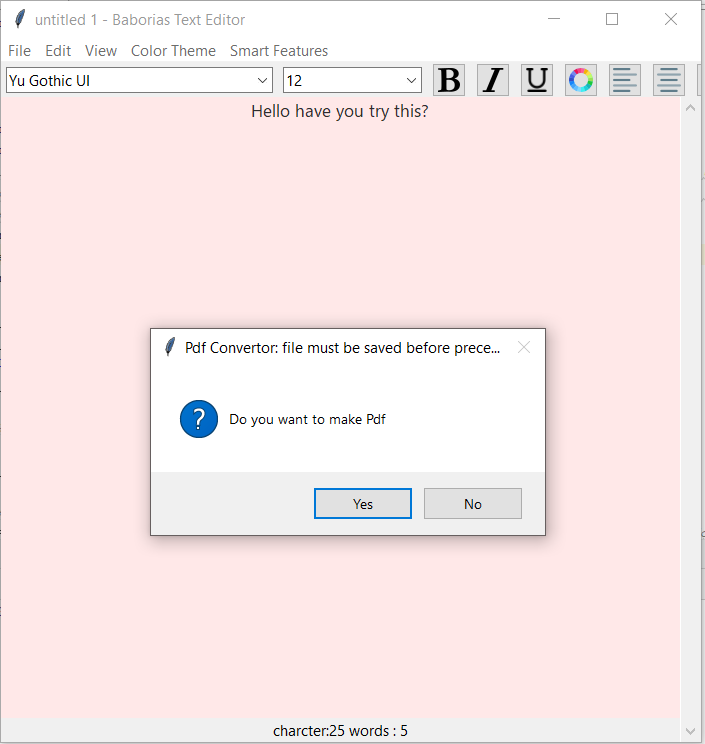 untitled 1 - Baborias Text Editor
File Edit View Color Theme Smart Features
Yu Gothic UI 12 B I U
Hello have you try this?
Pdf Convertor: file must be saved before prece...
? Do you want to make Pdf
Yes No
charcter:25 words : 5